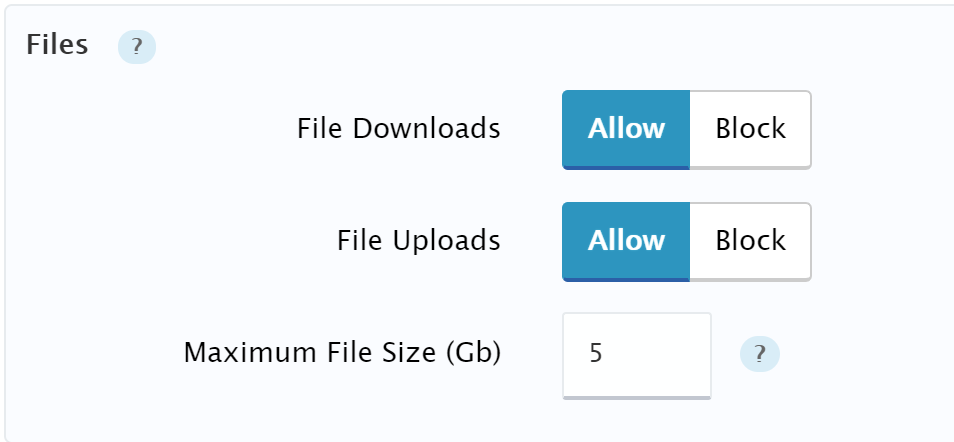 Files ?
File Downloads Allow Block
File Uploads Allow Block
Maximum File Size (Gb) 5 ?